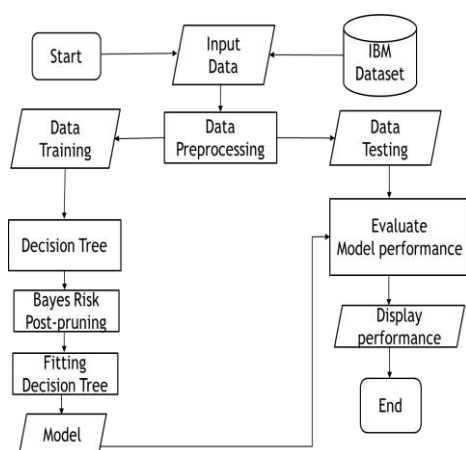 Start
Input
Data
IBM
Dataset
Data
Training
Data
Preprocessing
Data
Testing
Decision Tree
Evaluate
Model performance
Bayes Risk
Post-pruning
Display
performance
Fitting
Decision Tree
End
Model